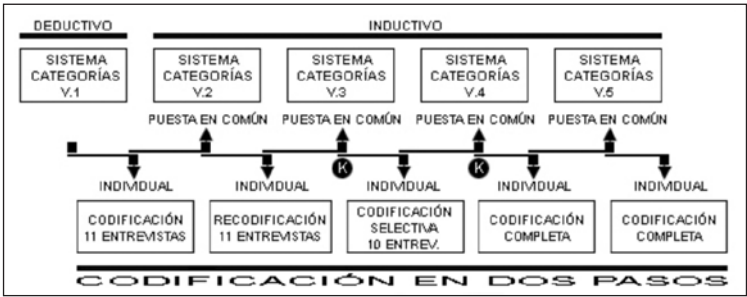 DEDUCTIVO
INDUCTIVO
SISTEMA
CATEGORÍAS
V.1
SISTEMA
CATEGORÍAS
V.2
SISTEMA
CATEGORÍAS
V.3
SISTEMA
CATEGORÍAS
V.4
SISTEMA
CATEGORÍAS
V.5
PUESTA EN COMÚN
PUESTA EN COMÚN
PUESTA EN COMÚN
PUESTA EN COMÚN
K
K
INDIVIDUAL
INDIVIDUAL
INDIVIDUAL
INDIVIDUAL
INDIVIDUAL
CODIFICACIÓN
11 ENTREVISTAS
RECODIFICACIÓN
11 ENTREVISTAS
CODIFICACIÓN
SELECTIVA
10 ENTREV.
CODIFICACIÓN
COMPLETA
CODIFICACIÓN
COMPLETA
CODIFICACIÓN EN DOS PASOS